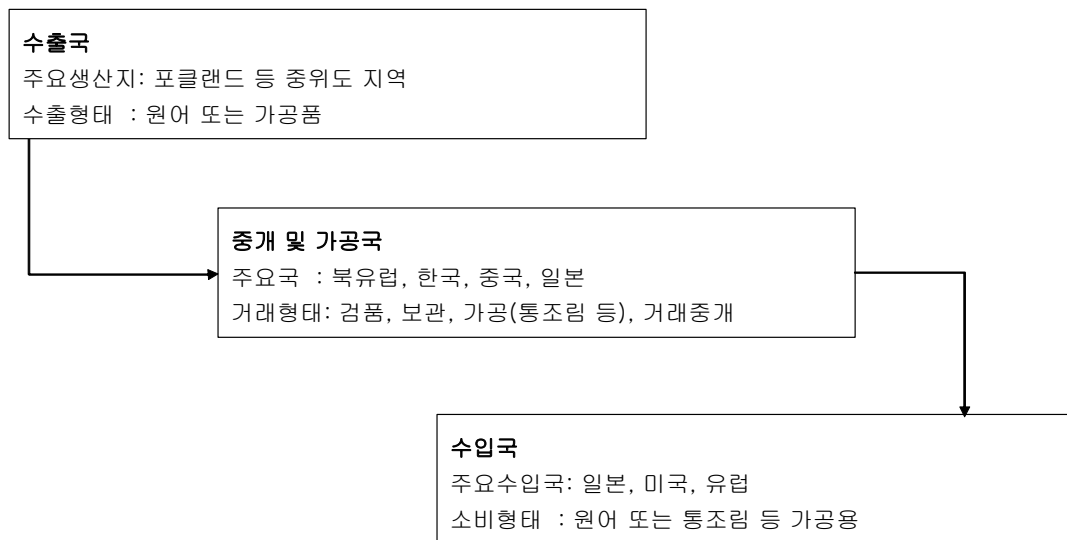 수출국
주요생산지: 포클랜드 등 중위도 지역
수출형태 : 원어 또는 가공품
중개 및 가공국
주요국 : 북유럽, 한국, 중국, 일본
거래형태: 검품, 보관, 가공(통조림 등), 거래중개
수입국
주요수입국: 일본, 미국, 유럽
소비형태 : 원어 또는 통조림 등 가공용